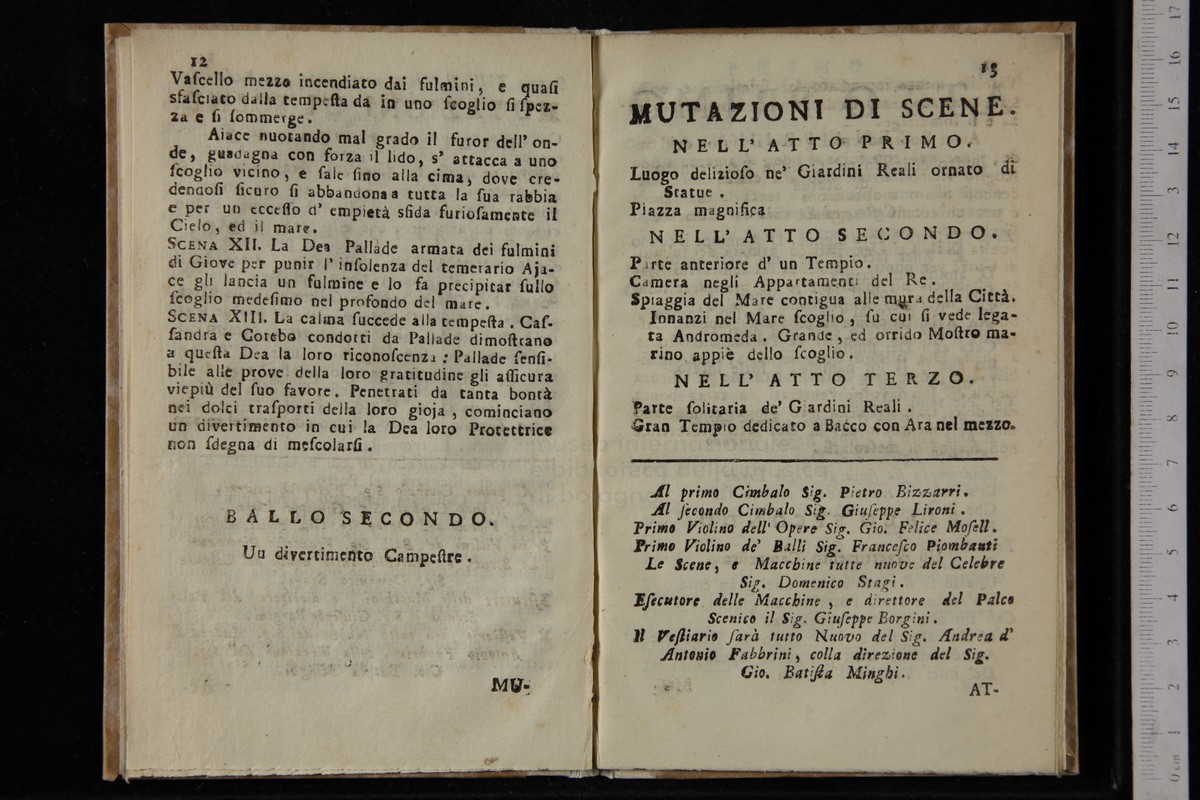 12
Vaſcello mezzo incendiato dai fulmini, e quaſi
sfaſciato dalla tempeſta da in uno ſcoglio ſi ſpez-
za e ſi ſommerge.
Aiace nuotando mal grado il furor dell' on-
de, guadagna con forza il lido, s' attacca a uno
ſcoglio vicino, e ſale ſino alla cima, dove cre-
dendoſi ſicuro ſi abbandona a tutta la ſua rabbia
e per un ecceſſo d' empietà sfida furioſamente il
Cielo, ed il mare.
SCENA XII. La Dea Pallade armata dei fulmini
di Giove per punir l' inſolenza del temerario Aja-
ce gli lancia un fulmine e lo fa precipitar ſullo
ſcoglio medeſimo nel profondo del mare.
SCENA XIII. La calma ſuccede alla tempeſta. Caſ-
ſandra e Corebo condotti da Pallade dimoſtrano
a queſta Dea la loro riconoſcenza: Pallade ſenſi-
bile alle prove della loro gratitudine gli aſſicura
viepiù del ſuo favore. Penetrati da tanta bontà
nei dolci traſporti della loro gioja, cominciano
un divertimento in cui la Dea loro Protettrice
non ſdegna di meſcolarſi.
BALLO SECONDO.
Un divertimento Campeſtre.
MU-
13
MUTAZIONI DI SCENE.
NELL' ATTO PRIMO.
Luogo delizioſo ne' Giardini Reali ornato di
Statue.
Piazza magnifica
NELL' ATTO SECONDO.
Parte anteriore d' un Tempio.
Camera negli Appartamenti del Re.
Spiaggia del Mare contigua alle mura della Città.
Innanzi nel Mare ſcoglio, ſu cui ſi vede lega-
ta Andromeda. Grande, ed orrido Moſtro ma-
rino appiè dello ſcoglio.
NELL' ATTO TERZO.
Parte ſolitaria de' Giardini Reali.
Gran Tempio dedicato a Bacco con Ara nel mezzo.
Al primo Cimbalo Sig. Pietro Bizzarri.
Al ſecondo Cimbalo Sig. Giuſeppe Lironi.
Primo Violino dell' Opere Sig. Gio. Felice Moſell.
Primo Violino de' Balli Sig. Franceſco Piombanti
Le Scene, e Macchine tutte nuove del Celebre
Sig. Domenico Stagi.
Eſecutore delle Macchine, e direttore del Palco
Scenico il Sig. Giuſeppe Borgini.
Il Veſtiario ſarà tutto Nuovo del Sig. Andrea d'
Antonio Fabbrini, colla direzione del Sig.
Gio. Batiſta Minghi.
AT-